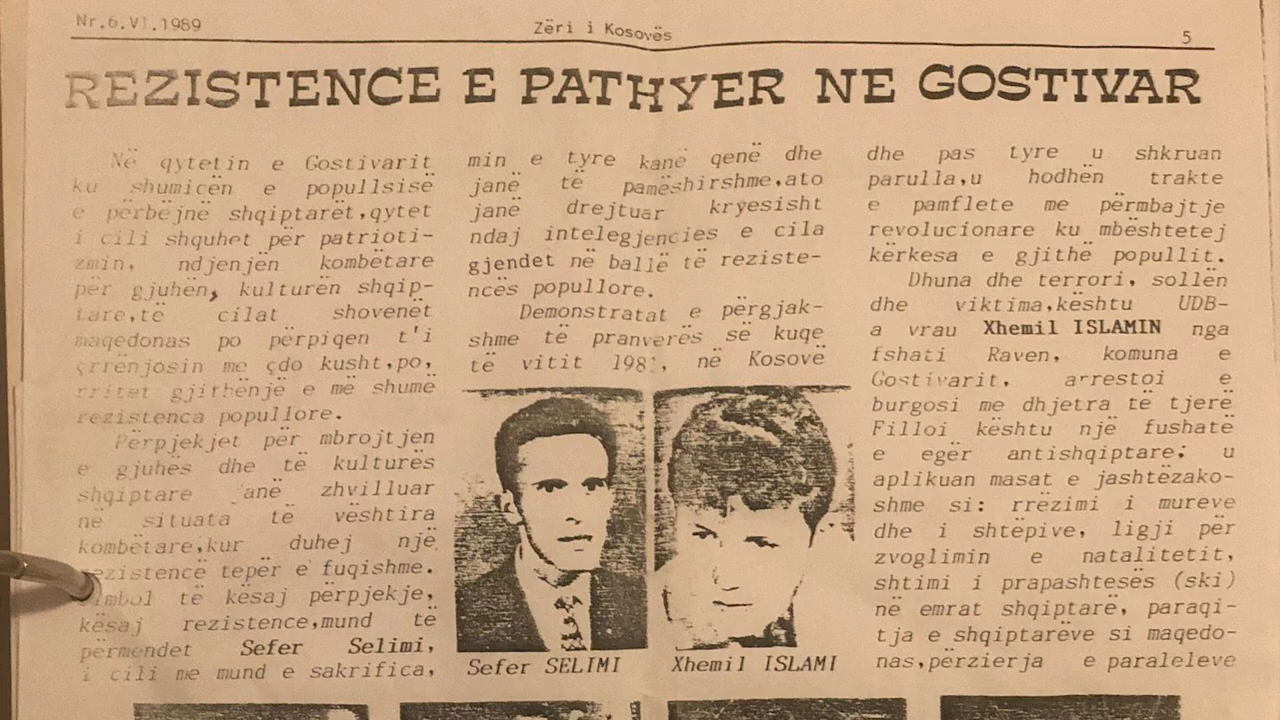 Nr.6.VI.1989
Zëri i Kosovës
5
REZISTENCE E PATHYER NE GOSTIVAR
Në qytetin e Gostivarit
ku shumicën e popullsisë
e përbëjnë shqiptarët,qytet
i cili shquhet për patrioti-
zmin, ndjenjën kombëtare
për gjuhën, kulturën shqip-
tare,të cilat shovenët
maqedonas po përpiqen t'i
çrrënjosin me çdo kusht,po,
rritet gjithënjë e më shumë
rezistenca popullore.
Përpjekjet për mbrojtjen
e gjuhës dhe të kulturës
shqiptare janë zhvilluar
në situata të vështira
kombëtare,kur duhej një
rezistencë tepër e fuqishme.
Simbol të kësaj përpjekje,
kësaj rezistence,mund të
përmendet Sefer Selimi,
i cili me mund e sakrifica,
min e tyre kanë qenë dhe
janë të pamëshirshme,ato
janë drejtuar kryesisht
ndaj intelegjencies e cila
gjendet në ballë të reziste-
ncës popullore.
Demonstratat e përgjak-
shme të pranverës së kuqe
të vitit 1981, në Kosovë
Sefer SELIMI
Xhemil ISLAMI
dhe pas tyre u shkruan
parulla,u hodhën trakte
e pamflete me përmbajtje
revolucionare ku mbështetej
kërkesa e gjithë popullit.
Dhuna dhe terrori, sollën
dhe viktima,kështu UDB-
a vrau Xhemil ISLAMIN nga
fshati Raven, komuna e
Gostivarit, arrestoi e
burgosi me dhjetra të tjerë
Filloi kështu një fushatë
e egër antishqiptare; u
aplikuan masat e jashtëzako-
shme si: rrëzimi i mureve
dhe i shtëpive, ligji për
zvoglimin e natalitetit,
shtimi i prapashtesës (ski)
në emrat shqiptarë, paraqi-
tja e shqiptarëve si maqedo-
nas,përzierja e paraleleve